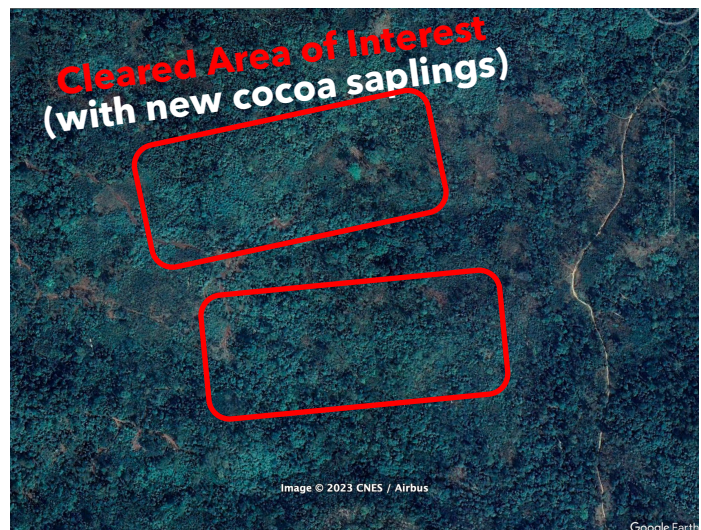 Cleared Area of Interest
(with new cocoa saplings)
Image © 2023 CNES / Airbus
Google Earth